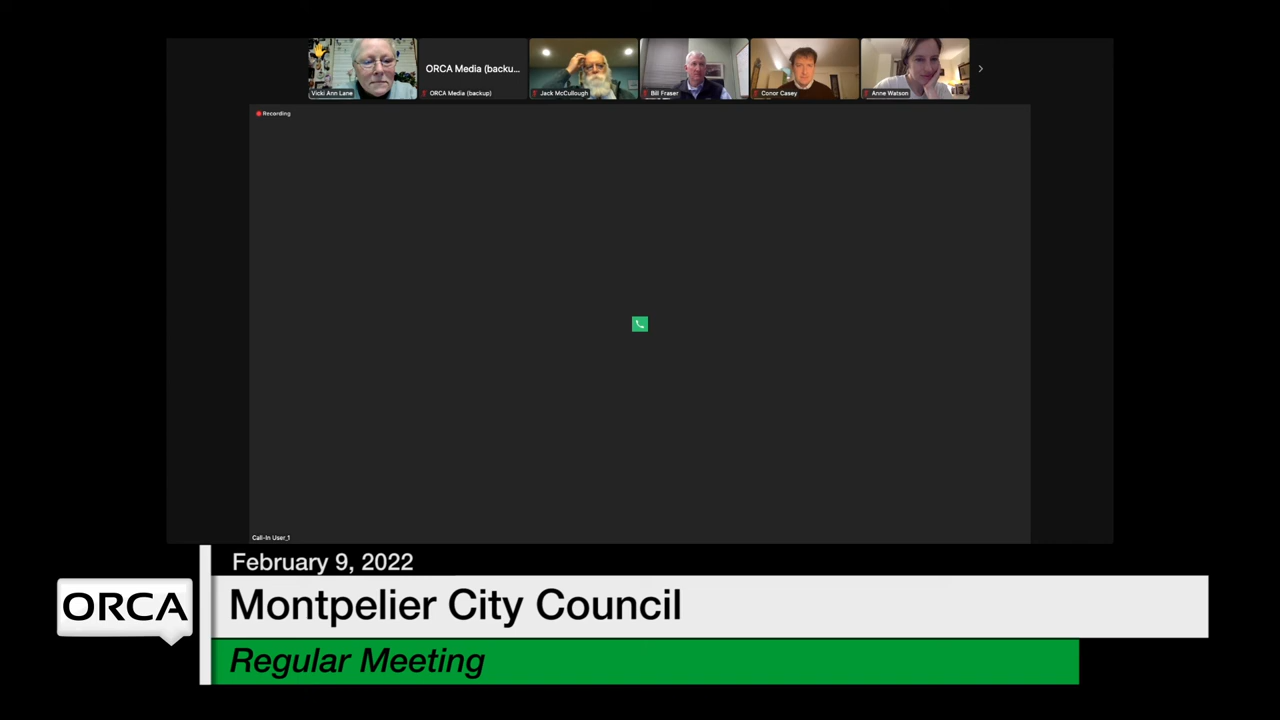 ORCA Media (backu...
Vicki Ann Lane
ORCA Media (backup)
Jack McCullough
Bill Fraser
Conor Casey
Anne Watson
Recording
Call-In User_1
February 9, 2022
ORCA
Montpelier City Council
Regular Meeting